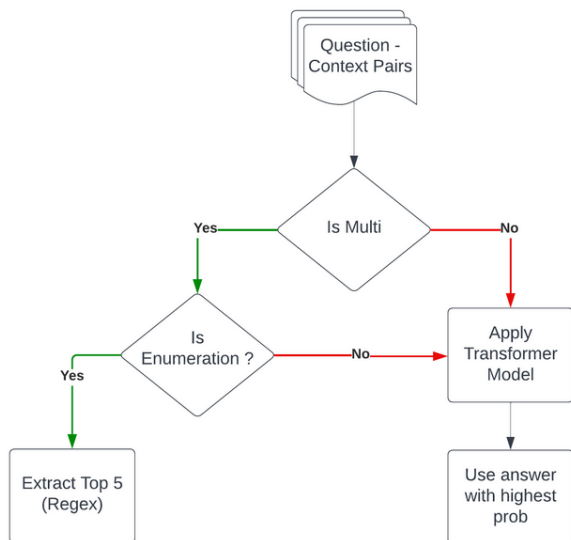 Question -
Context Pairs
Is Multi
Yes
No
Is
Enumeration ?
No
Yes
Apply
Transformer
Model
Extract Top 5
(Regex)
Use answer
with highest
prob